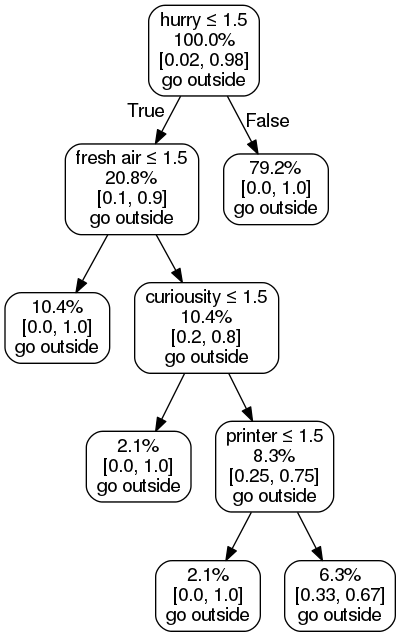 hurry ≤ 1.5
100.0%
[0.02, 0.98]
go outside
True
False
fresh air ≤ 1.5
20.8%
[0.1, 0.9]
go outside
79.2%
[0.0, 1.0]
go outside
10.4%
[0.0, 1.0]
go outside
curiousity ≤ 1.5
10.4%
[0.2, 0.8]
go outside
2.1%
[0.0, 1.0]
go outside
printer ≤ 1.5
8.3%
[0.25, 0.75]
go outside
2.1%
[0.0, 1.0]
go outside
6.3%
[0.33, 0.67]
go outside